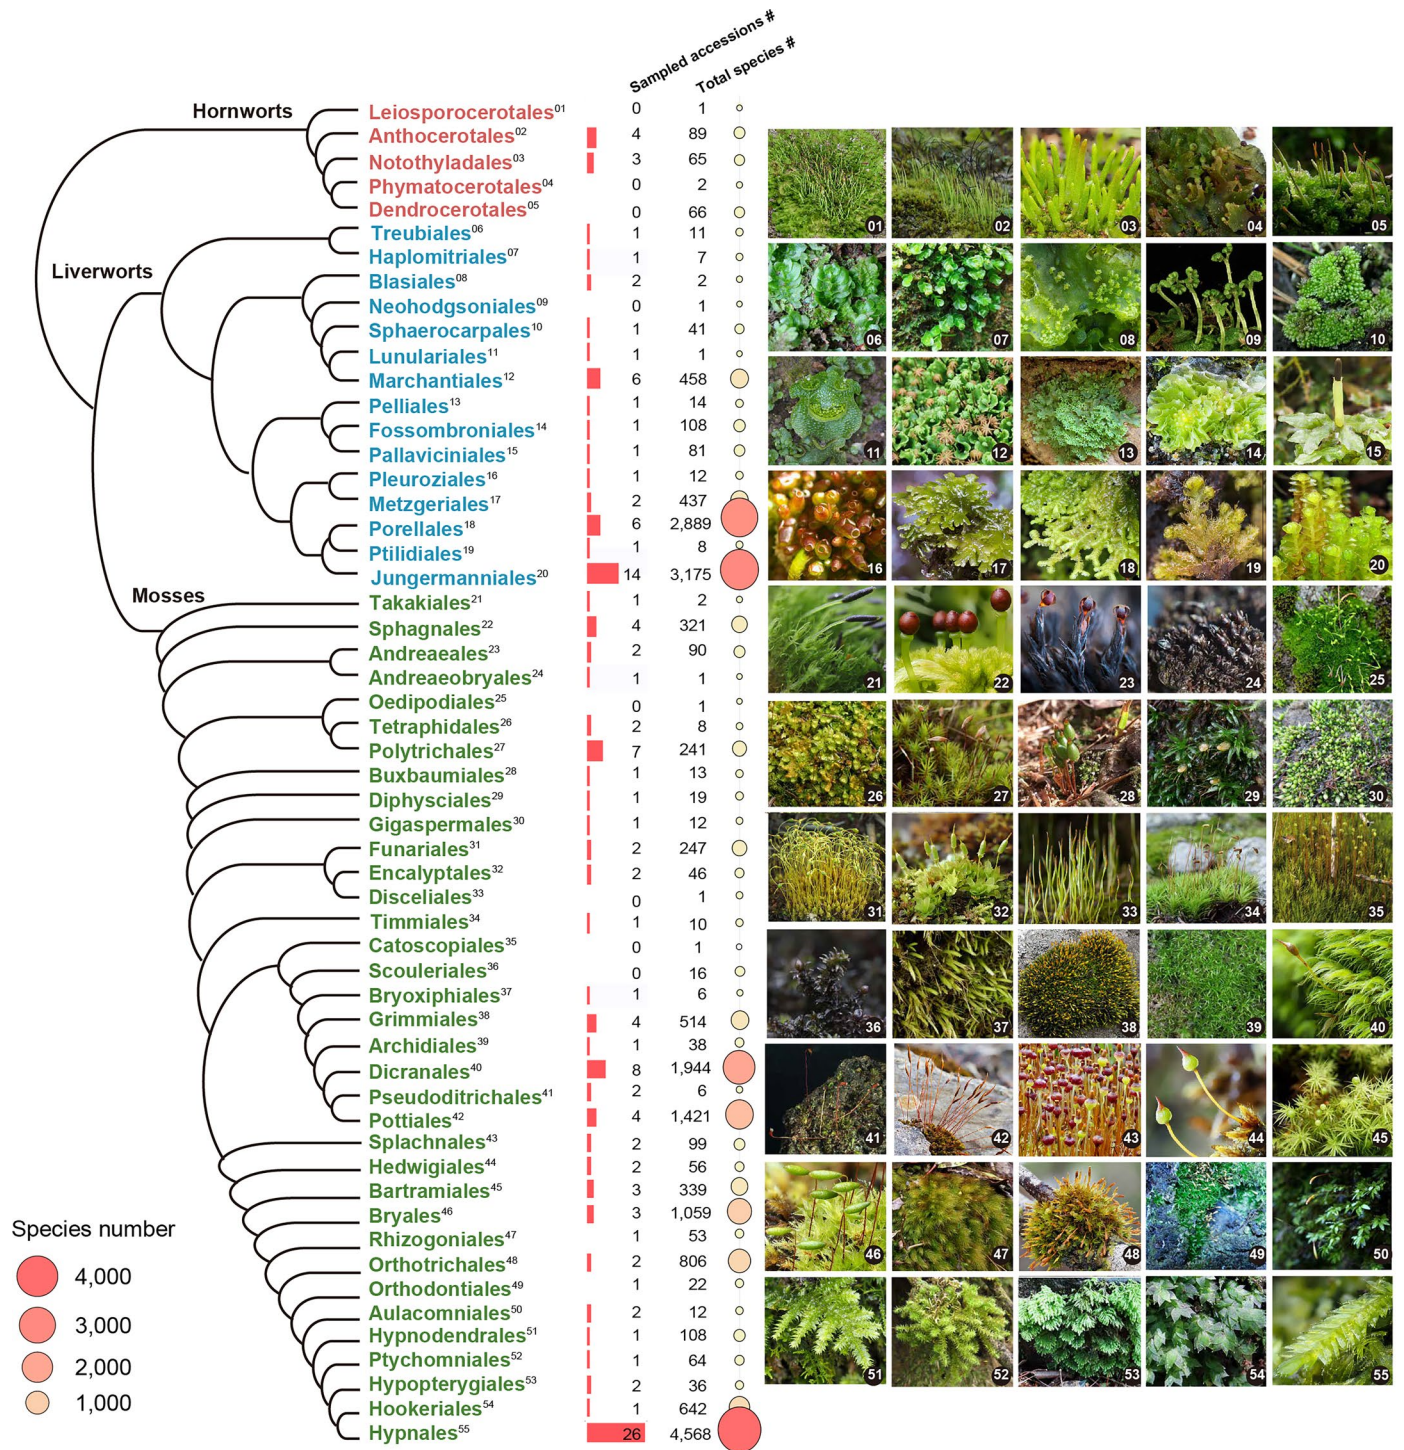 Sampled accessions #
Total species #
Hornworts
Liverworts
Mosses
Leiosporocerotales01 0 1
Anthocerotales02 4 89
Notothyladales03 3 65
Phymatocerotales04 0 2
Dendrocerotales05 0 66
Treubiales06 1 11
Haplomitriales07 1 7
Blasiales08 2 2
Neohodgsoniales09 0 1
Sphaerocarpales10 1 41
Lunulariales11 1 1
Marchantiales12 6 458
Pelliales13 1 14
Fossombroniales14 1 108
Pallaviciniales15 1 81
Pleuroziales16 1 12
Metzgeriales17 2 437
Porellales18 6 2,889
Ptilidiales19 1 8
Jungermanniales20 14 3,175
Takakiales21 1 2
Sphagnales22 4 321
Andreaeales23 2 90
Andreaeobryales24 1 1
Oedipodiales25 0 1
Tetraphidales26 2 8
Polytrichales27 7 241
Buxbaumiales28 1 13
Diphysciales29 1 19
Gigaspermales30 1 12
Funariales31 2 247
Encalyptales32 2 46
Disceliales33 0 1
Timmiales34 1 10
Catoscopiales35 0 1
Scouleriales36 0 16
Bryoxiphiales37 1 6
Grimmiales38 4 514
Archidiales39 1 38
Dicranales40 8 1,944
Pseudoditrichales41 2 6
Pottiales42 4 1,421
Splachnales43 2 99
Hedwigiales44 2 56
Bartramiales45 3 339
Bryales46 3 1,059
Rhizogoniales47 1 53
Orthotrichales48 2 806
Orthodontiales49 1 22
Aulacomniales50 2 12
Hypnodendrales51 1 108
Ptychomniales52 1 64
Hypopterygiales53 2 36
Hookeriales54 1 642
Hypnales55 26 4,568
Species number
4,000
3,000
2,000
1,000
01 02 03 04 05
06 07 08 09 10
11 12 13 14 15
16 17 18 19 20
21 22 23 24 25
26 27 28 29 30
31 32 33 34 35
36 37 38 39 40
41 42 43 44 45
46 47 48 49 50
51 52 53 54 55